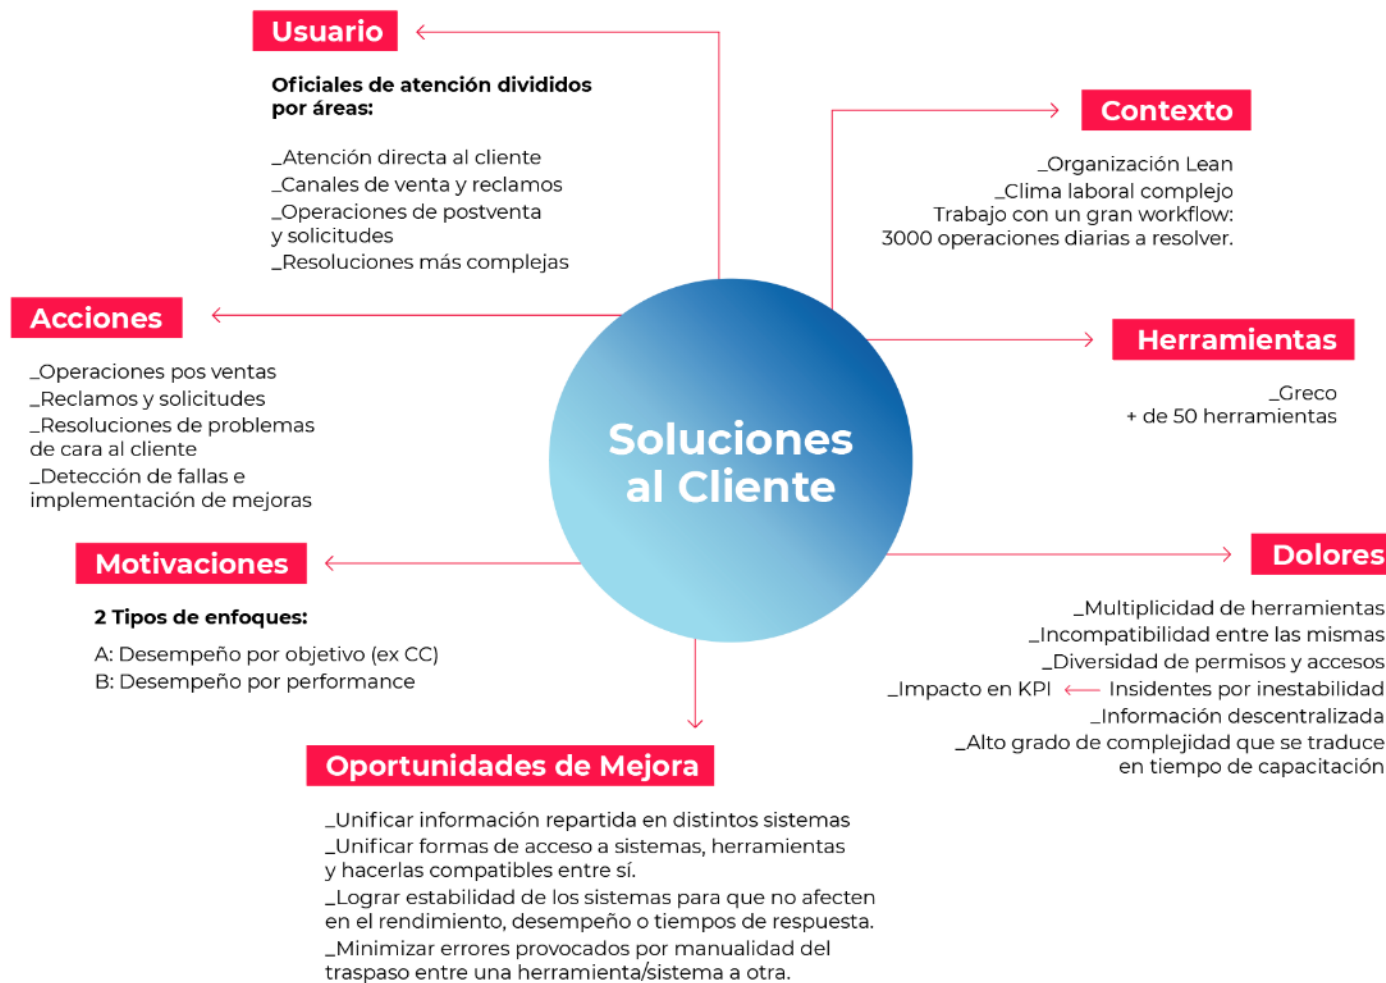 Usuario
Oficiales de atención divididos
por áreas:
_Atención directa al cliente
_Canales de venta y reclamos
_Operaciones de postventa
y solicitudes
_Resoluciones más complejas
Contexto
_Organización Lean
_Clima laboral complejo
Trabajo con un gran workflow:
3000 operaciones diarias a resolver.
Acciones
_Operaciones pos ventas
_Reclamos y solicitudes
_Resoluciones de problemas
de cara al cliente
_Detección de fallas e
implementación de mejoras
Herramientas
_Greco
+ de 50 herramientas
Soluciones
al Cliente
Motivaciones
2 Tipos de enfoques:
A: Desempeño por objetivo (ex CC)
B: Desempeño por performance
Dolores
_Multiplicidad de herramientas
_Incompatibilidad entre las mismas
_Diversidad de permisos y accesos
_Impacto en KPI ← Insidentes por inestabilidad
_Información descentralizada
_Alto grado de complejidad que se traduce
en tiempo de capacitación
Oportunidades de Mejora
_Unificar información repartida en distintos sistemas
_Unificar formas de acceso a sistemas, herramientas
y hacerlas compatibles entre sí.
_Lograr estabilidad de los sistemas para que no afecten
en el rendimiento, desempeño o tiempos de respuesta.
_Minimizar errores provocados por manualidad del
traspaso entre una herramienta/sistema a otra.